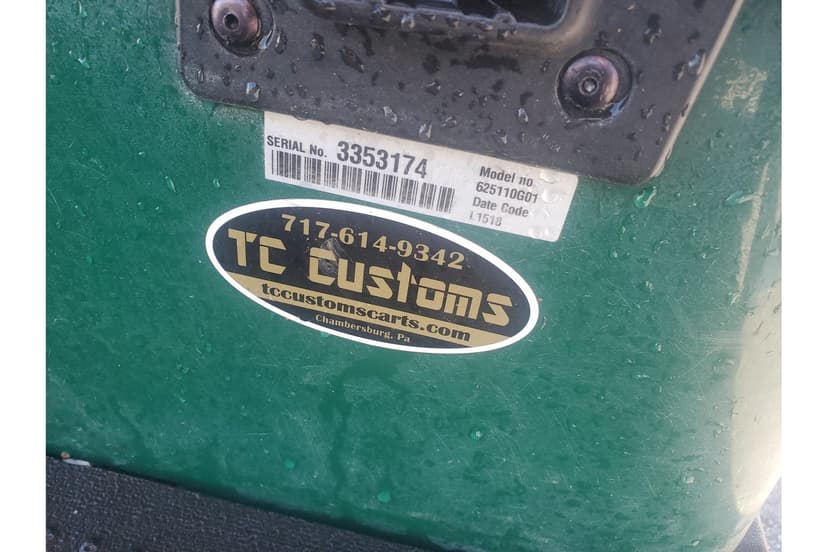 SERIAL No. 3353174
Model no.
625110G01
Date Code
L1518
717-614-9342
TC Customs
tccustomscarts.com
Chambersburg, Pa